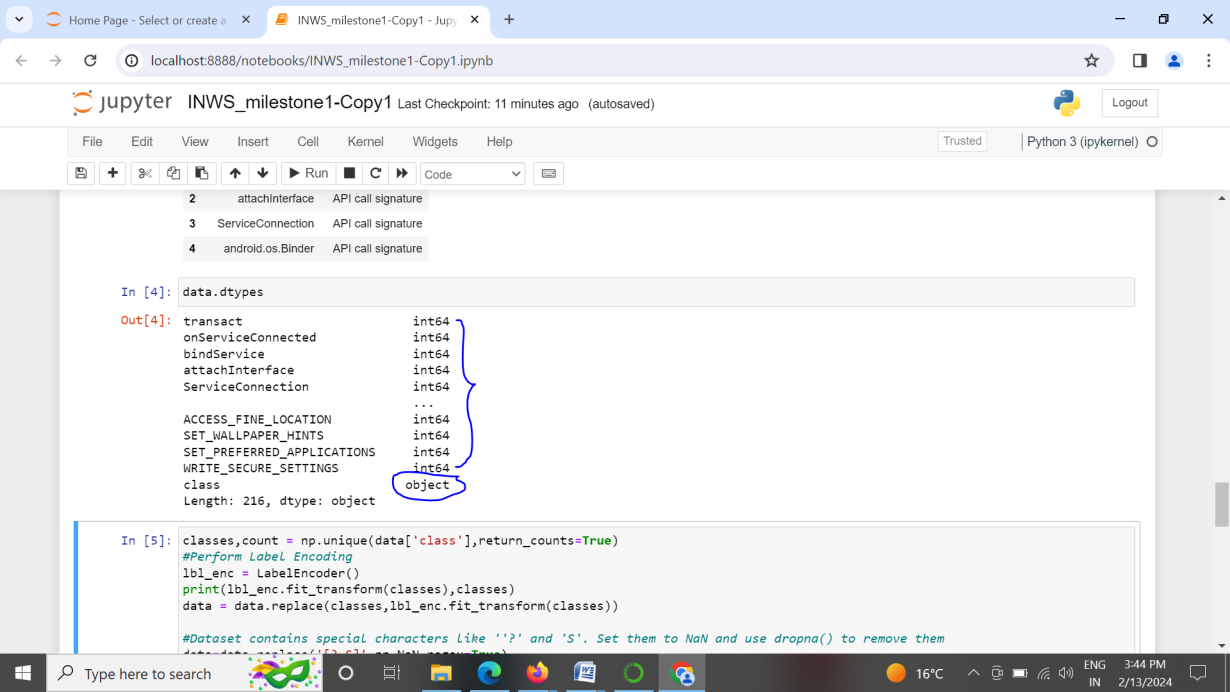 Home Page - Select or create a
INWS_milestone1-Copy1 - Jupy
localhost:8888/notebooks/INWS_milestone1-Copy1.ipynb
jupyter INWS_milestone1-Copy1 Last Checkpoint: 11 minutes ago (autosaved)
Logout
File Edit View Insert Cell Kernel Widgets Help
Trusted
Python 3 (ipykernel)
Run
Code
2 attachInterface API call signature
3 ServiceConnection API call signature
4 android.os.Binder API call signature
In [4]: data.dtypes
Out[4]: transact int64
onServiceConnected int64
bindService int64
attachInterface int64
ServiceConnection int64
...
ACCESS_FINE_LOCATION int64
SET_WALLPAPER_HINTS int64
SET_PREFERRED_APPLICATIONS int64
WRITE_SECURE_SETTINGS int64
class object
Length: 216, dtype: object
In [5]: classes,count = np.unique(data['class'],return_counts=True)
#Perform Label Encoding
lbl_enc = LabelEncoder()
print(lbl_enc.fit_transform(classes),classes)
data = data.replace(classes,lbl_enc.fit_transform(classes))
#Dataset contains special characters like ''?' and 'S'. Set them to NaN and use dropna() to remove them
data=data.replace('[?,S]',np.NaN,regex=True)
Type here to search
16°C
ENG
IN
3:44 PM
2/13/2024